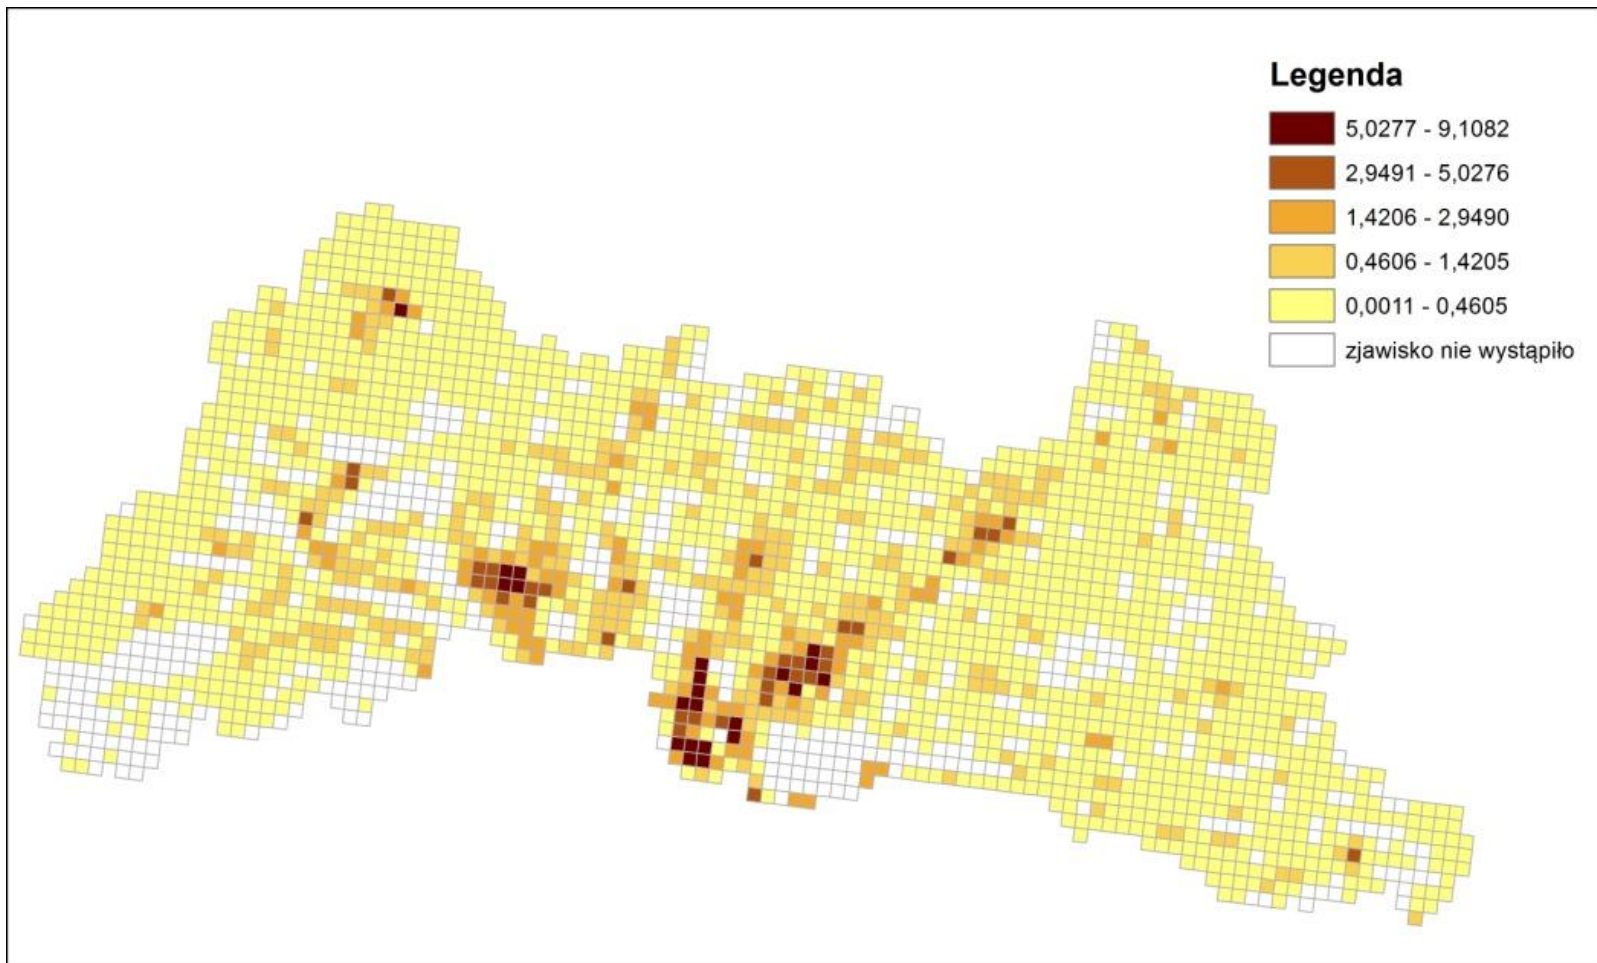 Legenda
5,0277 - 9,1082
2,9491 - 5,0276
1,4206 - 2,9490
0,4606 - 1,4205
0,0011 - 0,4605
zjawisko nie wystąpiło